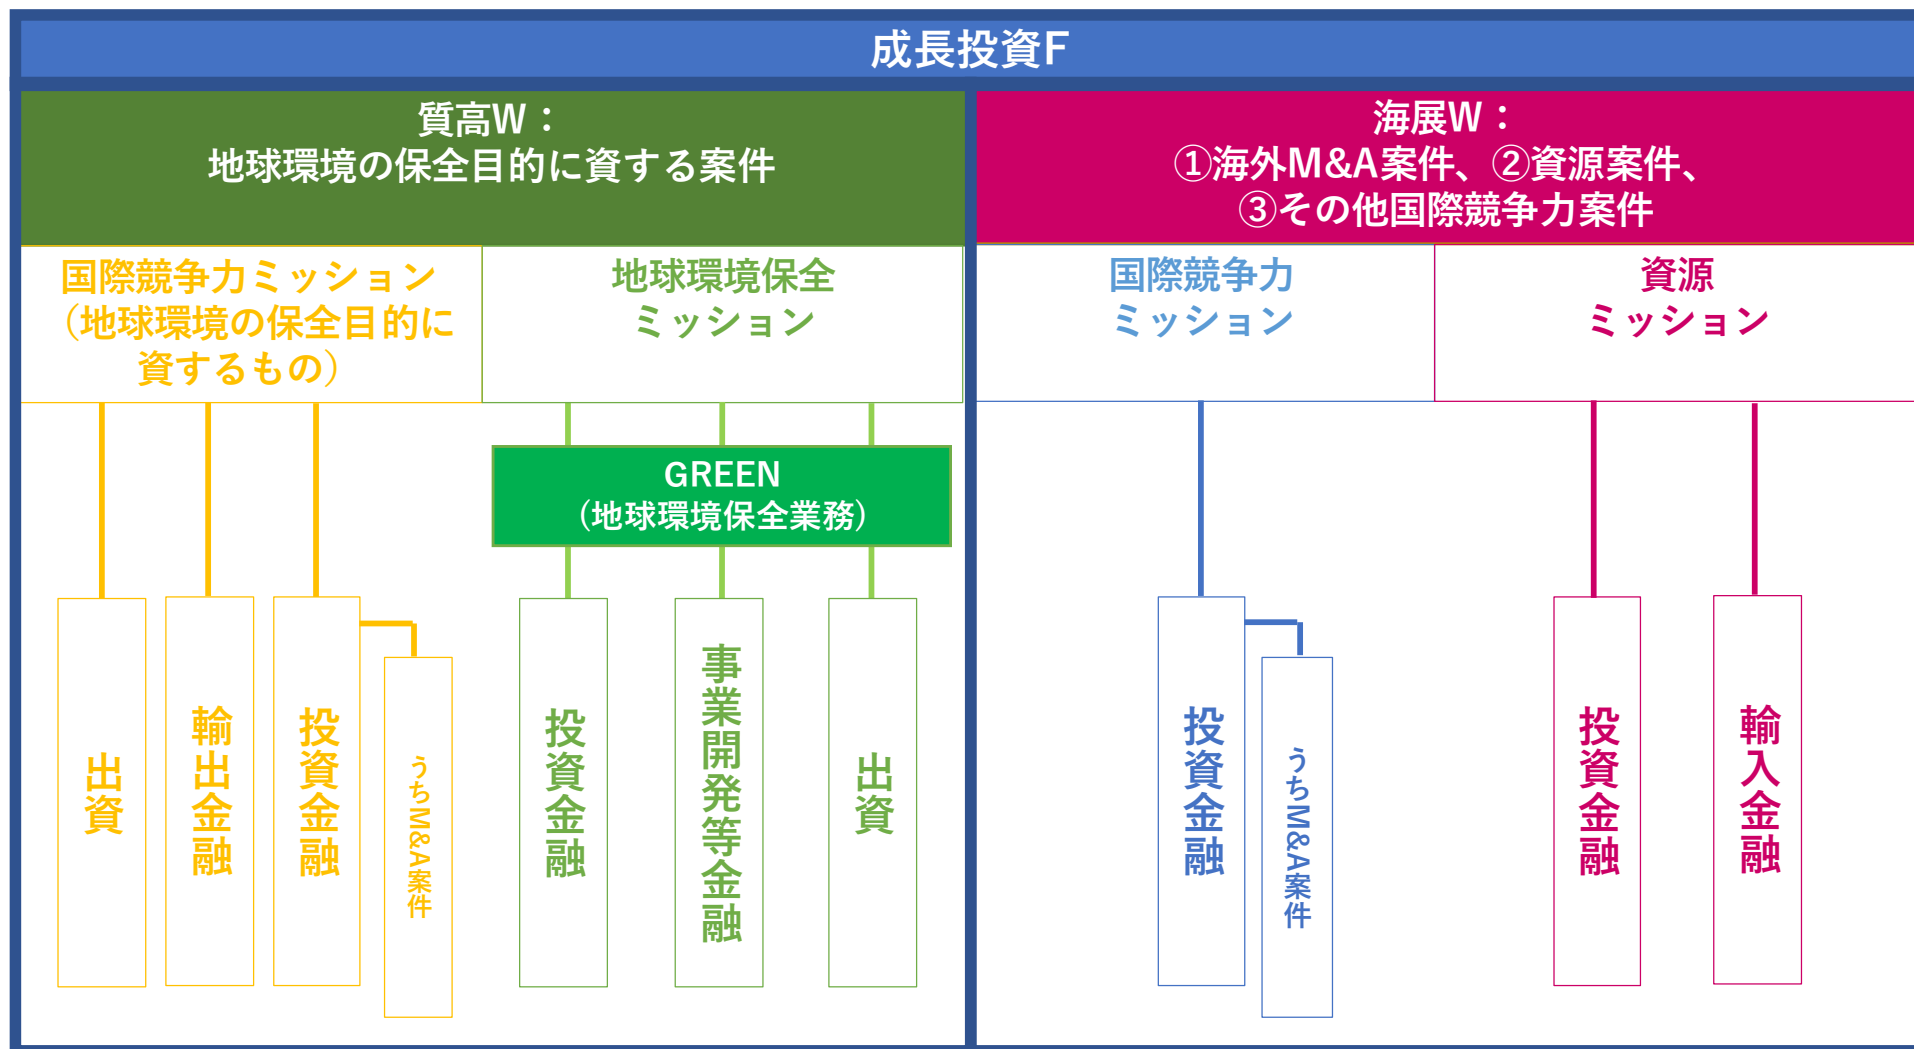 成長投資F
質高W：
地球環境の保全目的に資する案件
海展W：
①海外M&A案件、②資源案件、
③その他国際競争力案件
国際競争力ミッション
（地球環境の保全目的に
資するもの）
地球環境保全
ミッション
国際競争力
ミッション
資源
ミッション
GREEN
（地球環境保全業務）
出資
輸出金融
投資金融
うちM&A案件
投資金融
事業開発等金融
出資
投資金融
うちM&A案件
投資金融
輸入金融